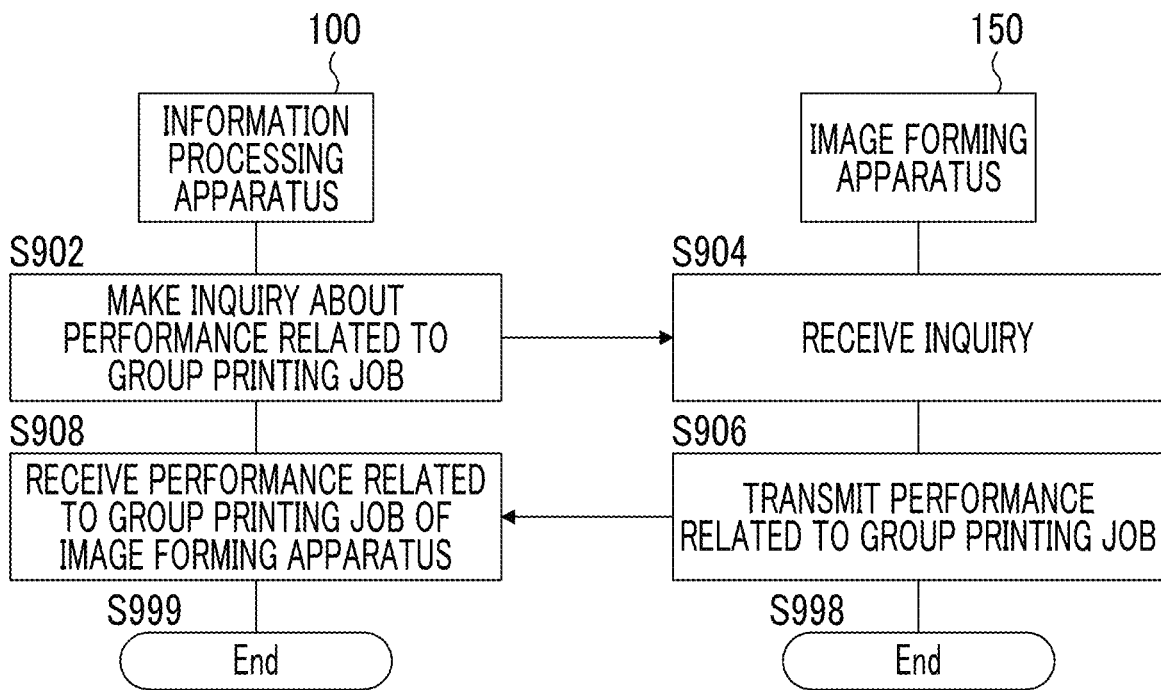 100
150
INFORMATION
PROCESSING
APPARATUS
IMAGE FORMING
APPARATUS
S902
MAKE INQUIRY ABOUT
PERFORMANCE RELATED TO
GROUP PRINTING JOB
S904
RECEIVE INQUIRY
S908
RECEIVE PERFORMANCE RELATED
TO GROUP PRINTING JOB OF
IMAGE FORMING APPARATUS
S906
TRANSMIT PERFORMANCE
RELATED TO GROUP PRINTING JOB
S999
End
S998
End